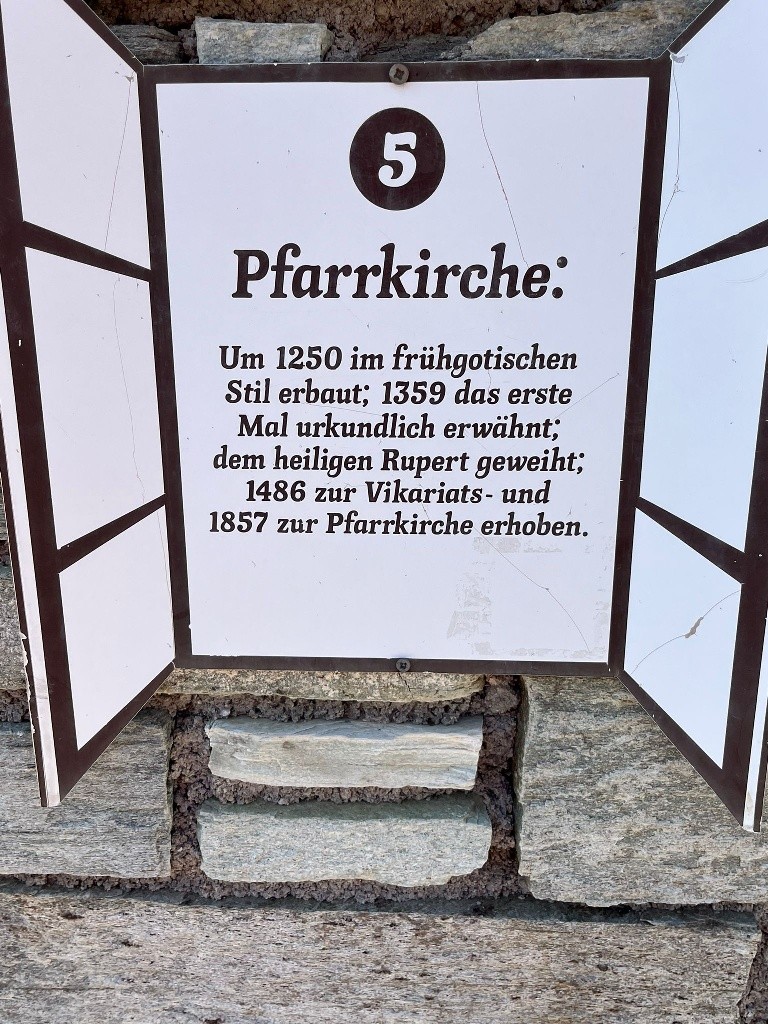 5
Pfarrkirche:
Um 1250 im frühgotischen
Stil erbaut; 1359 das erste
Mal urkundlich erwähnt;
dem heiligen Rupert geweiht;
1486 zur Vikariats- und
1857 zur Pfarrkirche erhoben.